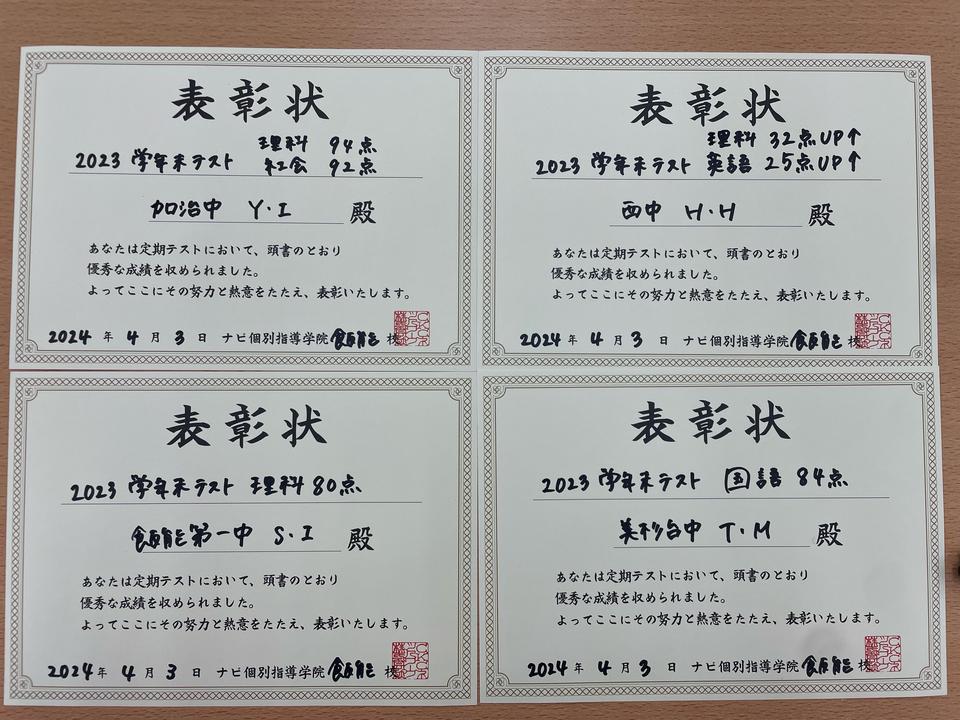 表彰状
理科 94点
2023 学年末テスト 社会 92点
加治中 Y・I 殿
あなたは定期テストにおいて、頭書のとおり
優秀な成績を収められました。
よってここにその努力と熱意をたたえ、表彰いたします。
2024 年 4 月 3 日 ナビ個別指導学院 飯能 校
表彰状
理科 32点UP↑
2023 学年末テスト 英語 25点UP↑
西中 H・H 殿
あなたは定期テストにおいて、頭書のとおり
優秀な成績を収められました。
よってここにその努力と熱意をたたえ、表彰いたします。
2024 年 4 月 3 日 ナビ個別指導学院 飯能 校
表彰状
2023 学年末テスト 理科 80点
飯能第一中 S・I 殿
あなたは定期テストにおいて、頭書のとおり
優秀な成績を収められました。
よってここにその努力と熱意をたたえ、表彰いたします。
2024 年 4 月 3 日 ナビ個別指導学院 飯能 校
表彰状
2023 学年末テスト 国語 84点
美杉台中 T・M 殿
あなたは定期テストにおいて、頭書のとおり
優秀な成績を収められました。
よってここにその努力と熱意をたたえ、表彰いたします。
2024 年 4 月 3 日 ナビ個別指導学院 飯能 校